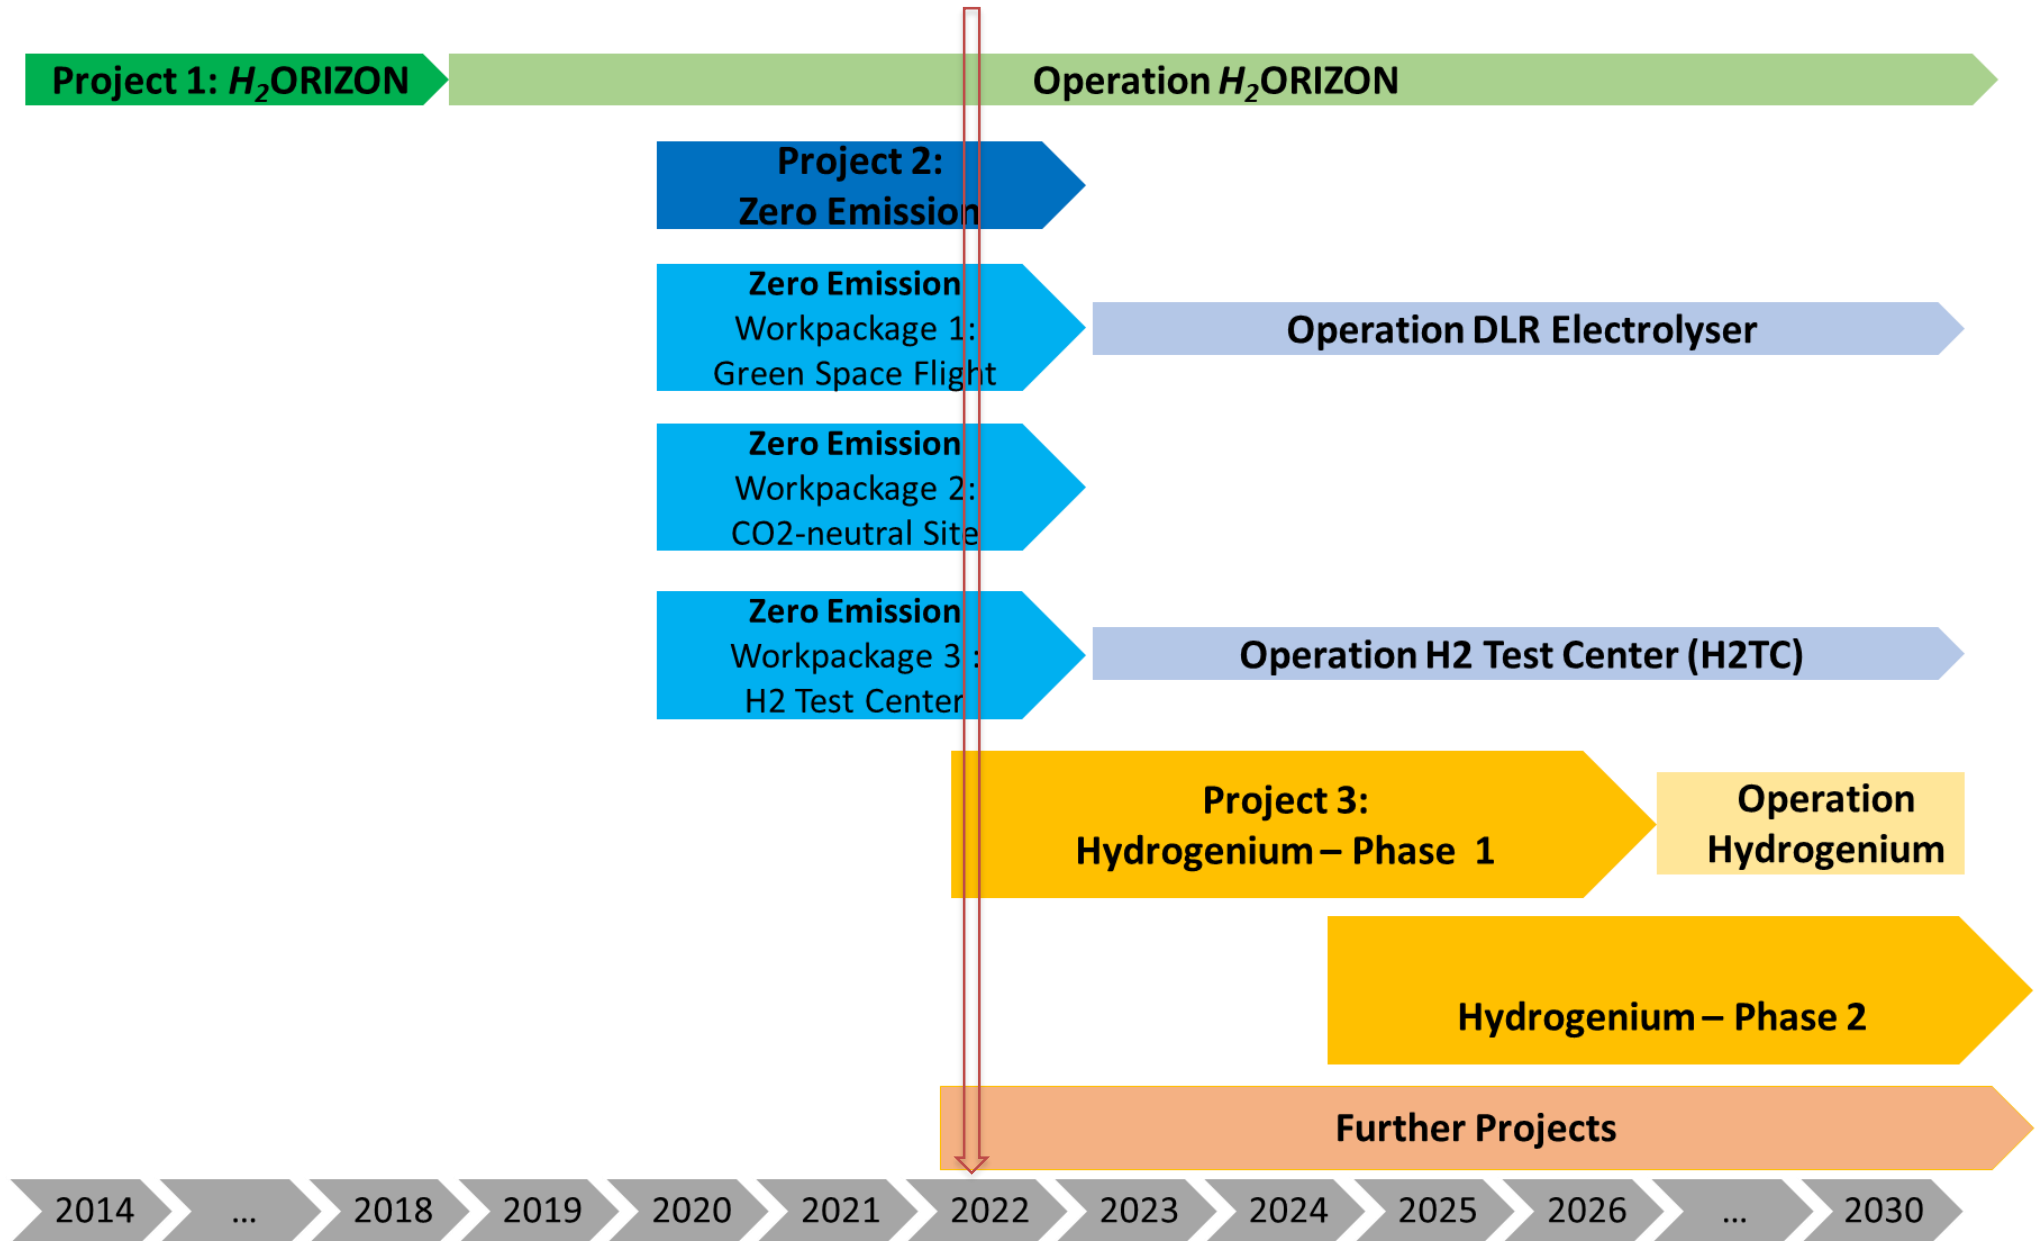 Project 1: H₂ORIZON
Operation H₂ORIZON
Project 2:
Zero Emission
Zero Emission
Workpackage 1:
Green Space Flight
Operation DLR Electrolyser
Zero Emission
Workpackage 2:
CO2-neutral Site
Zero Emission
Workpackage 3 :
H2 Test Center
Operation H2 Test Center (H2TC)
Project 3:
Hydrogenium – Phase 1
Operation
Hydrogenium
Hydrogenium – Phase 2
Further Projects
2014 ... 2018 2019 2020 2021 2022 2023 2024 2025 2026 ... 2030